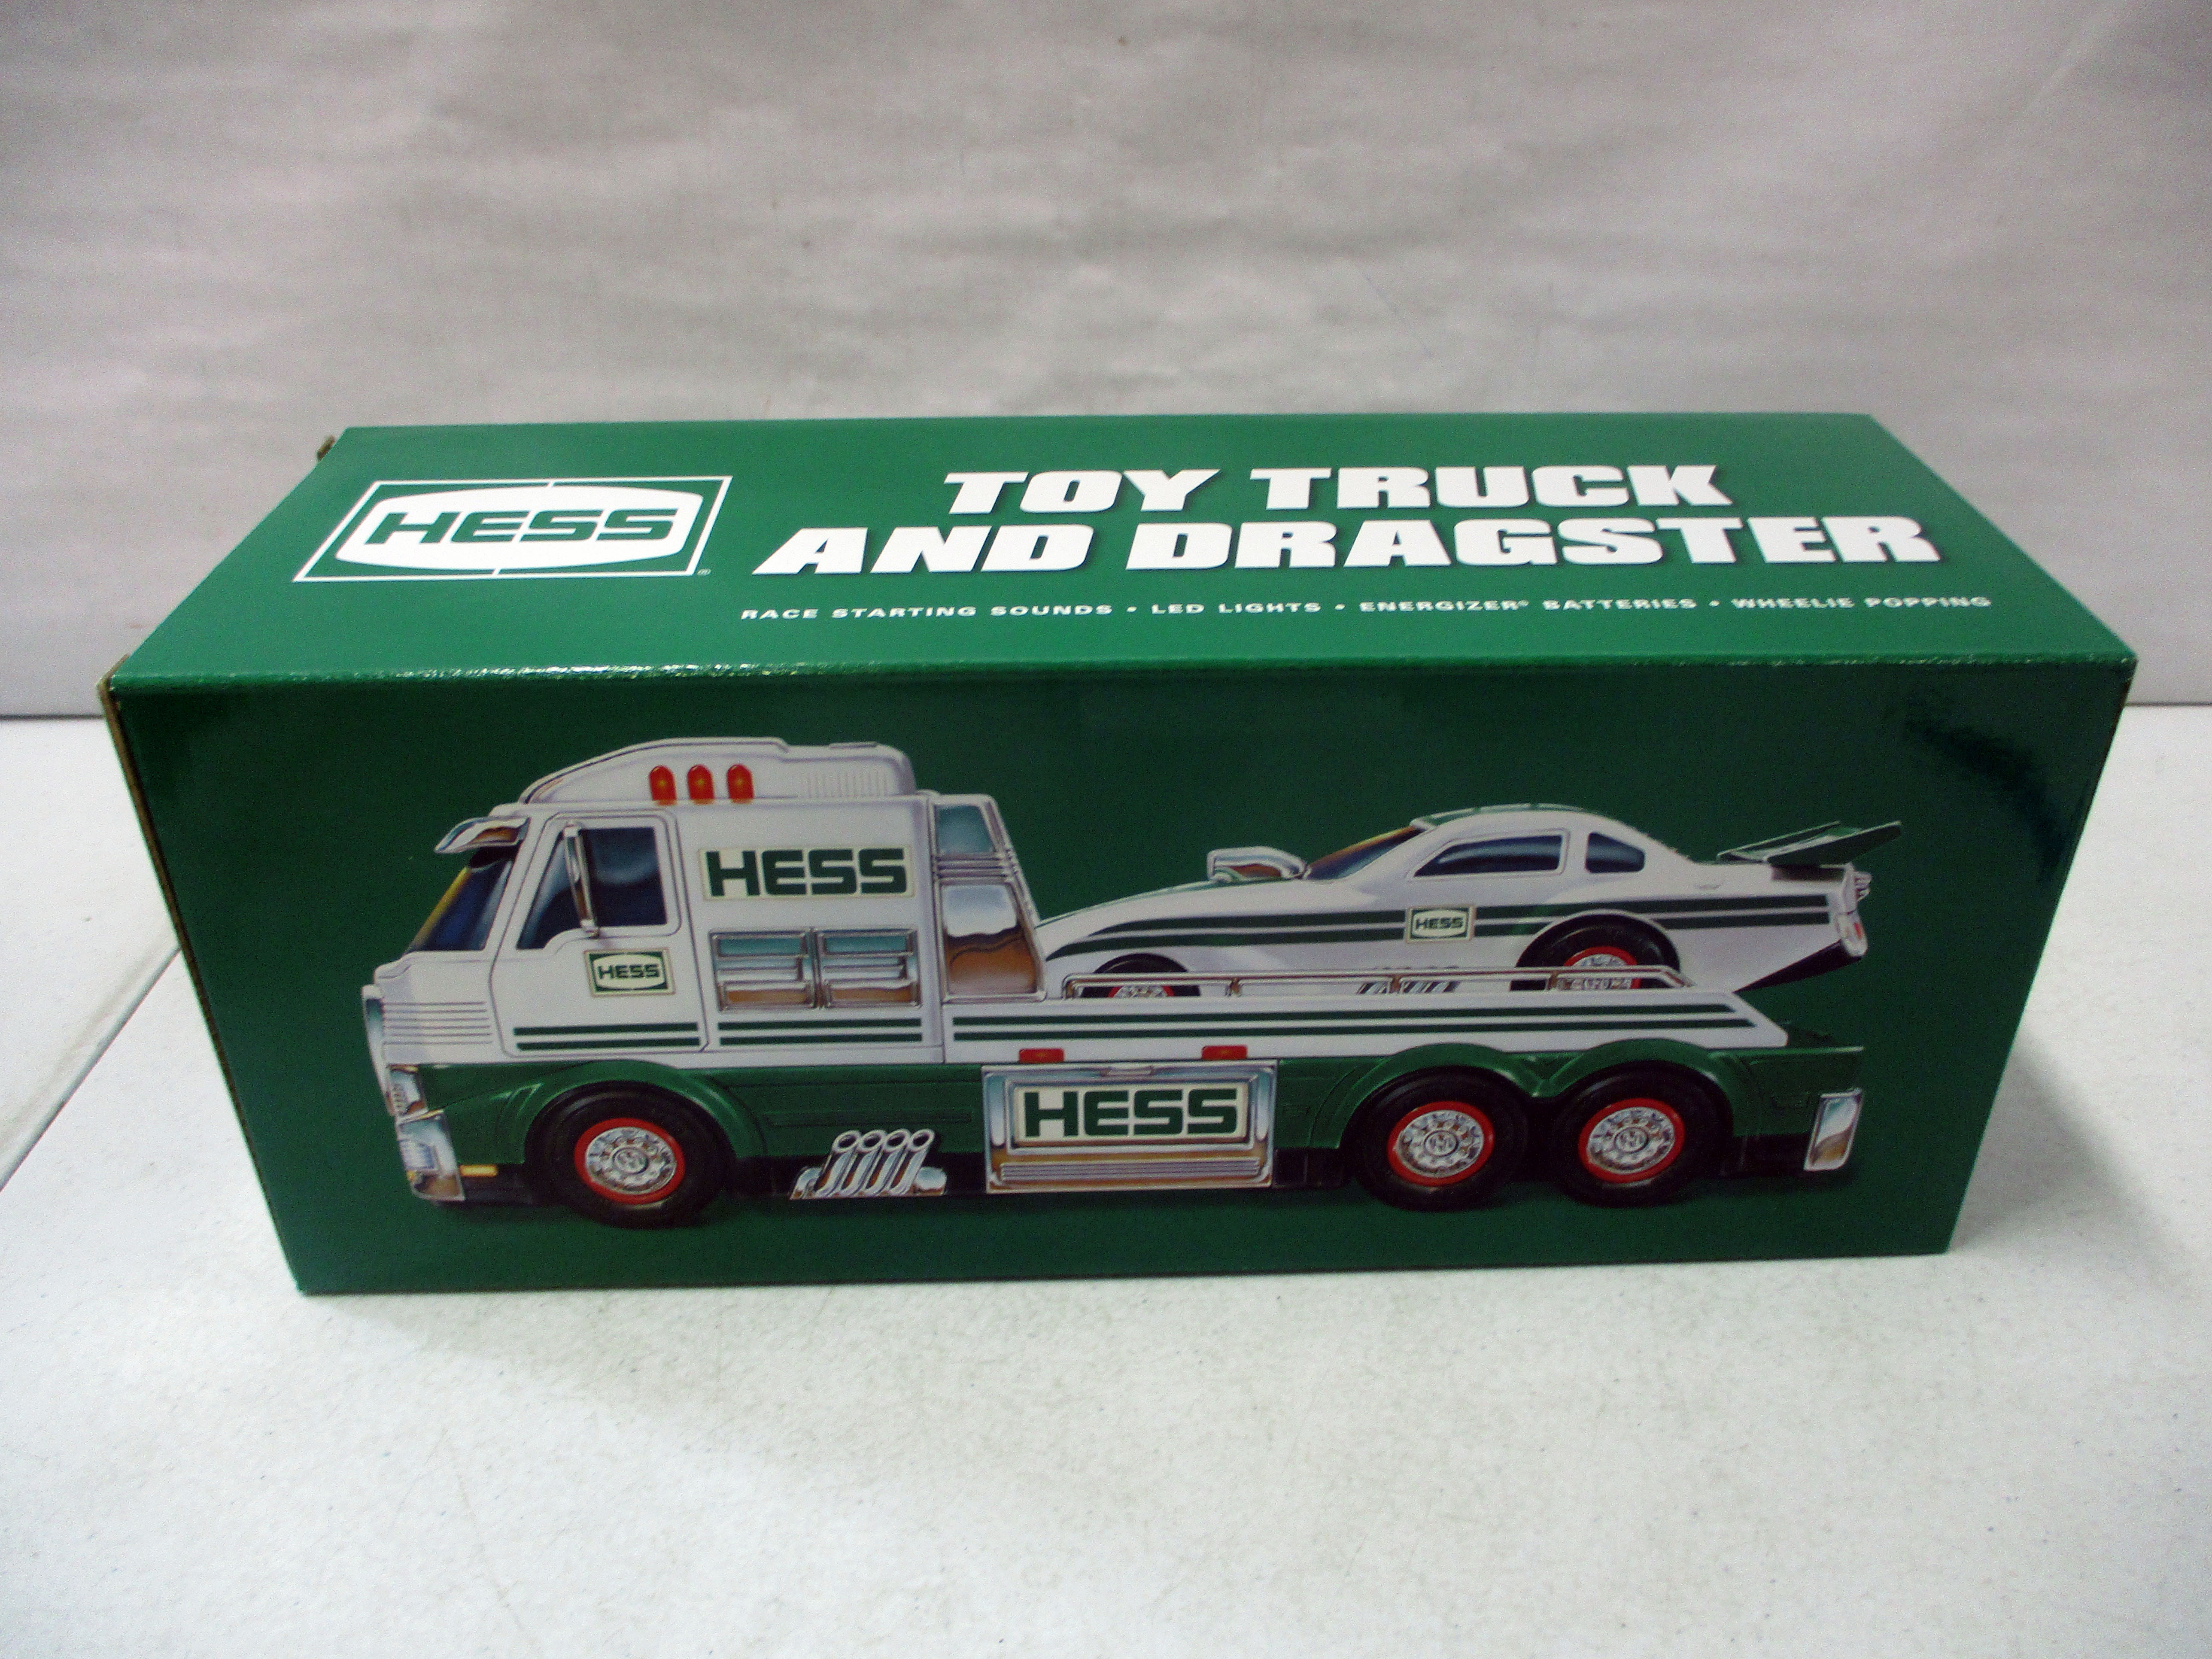 HESS
®
TOY TRUCK
AND DRAGSTER
RACE STARTING SOUNDS • LED LIGHTS • ENERGIZER® BATTERIES • WHEELIE POPPING
HESS
HESS
HESS
HESS